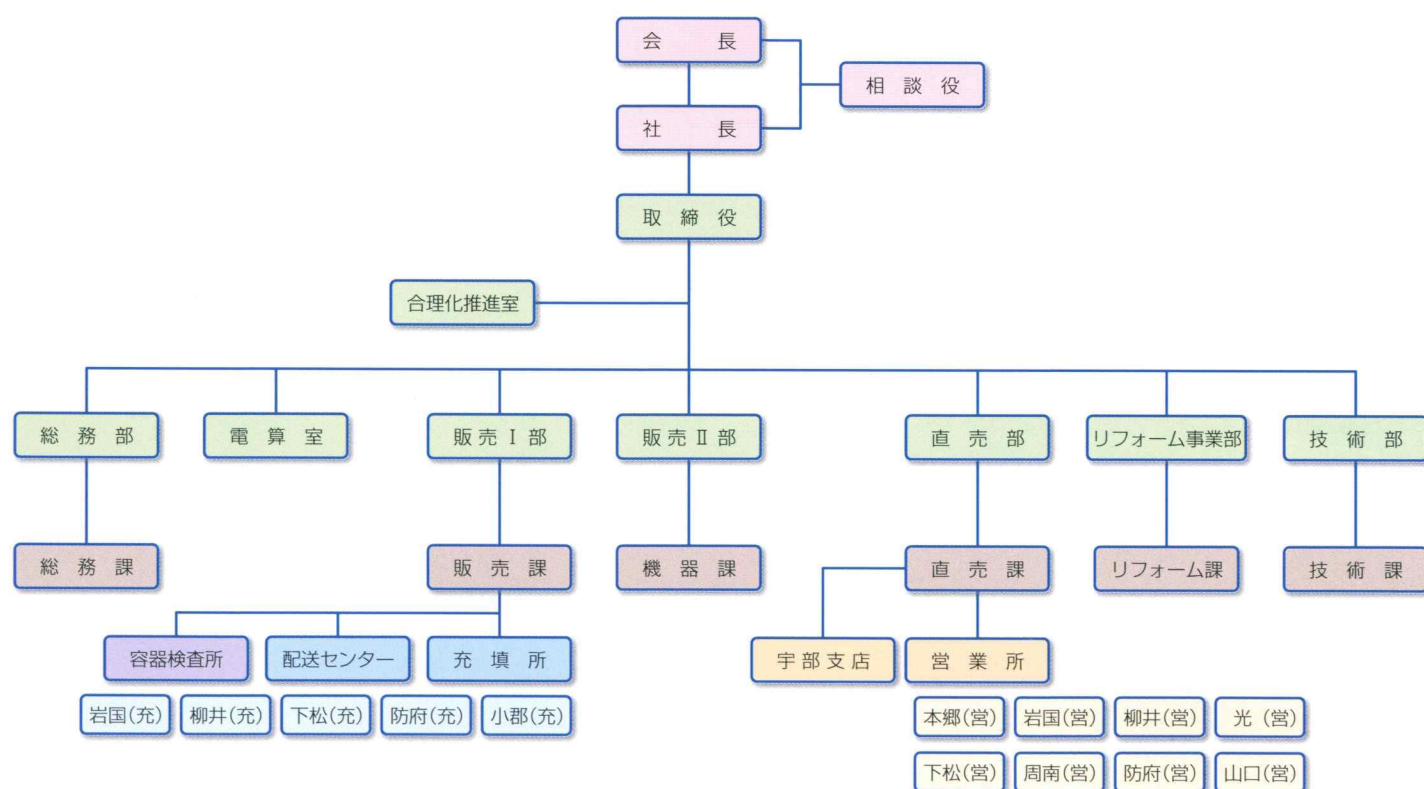 会長
相談役
社長
取締役
合理化推進室
総務部
電算室
販売Ⅰ部
販売Ⅱ部
直売部
リフォーム事業部
技術部
総務課
販売課
機器課
直売課
リフォーム課
技術課
容器検査所
配送センター
充填所
宇部支店
営業所
岩国(充)
柳井(充)
下松(充)
防府(充)
小郡(充)
本郷(営)
岩国(営)
柳井(営)
光(営)
下松(営)
周南(営)
防府(営)
山口(営)